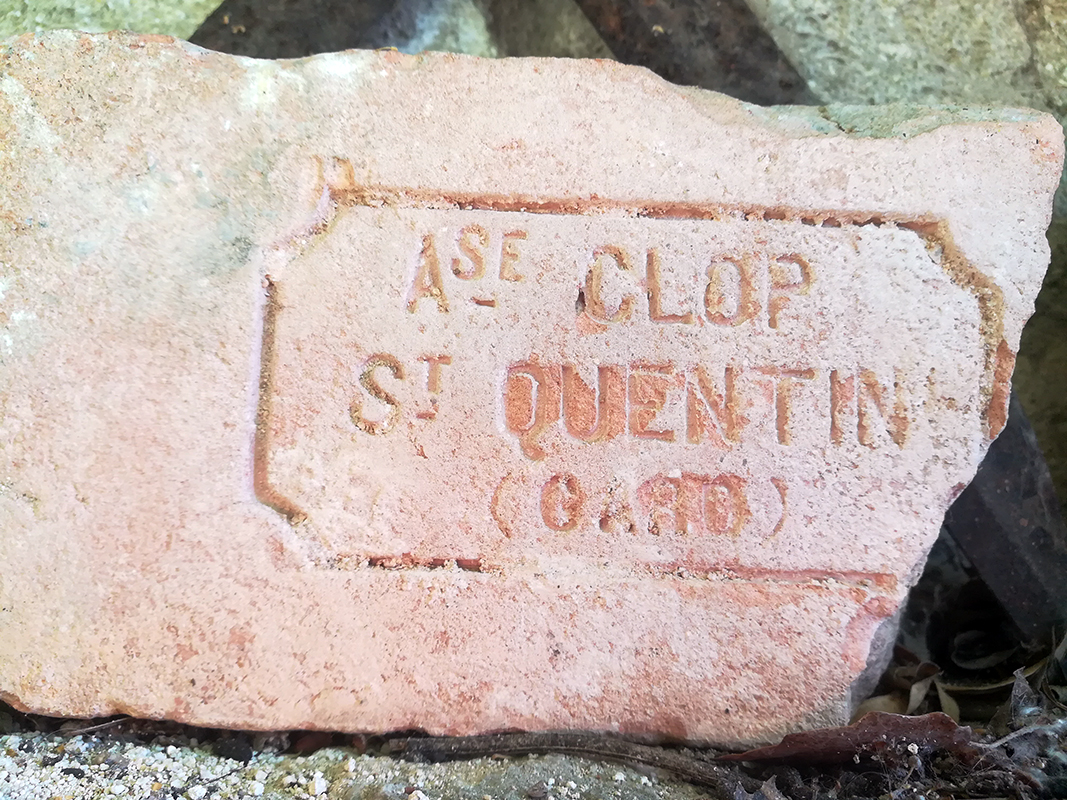 ASE CLOP
ST QUENTIN
(GARD)